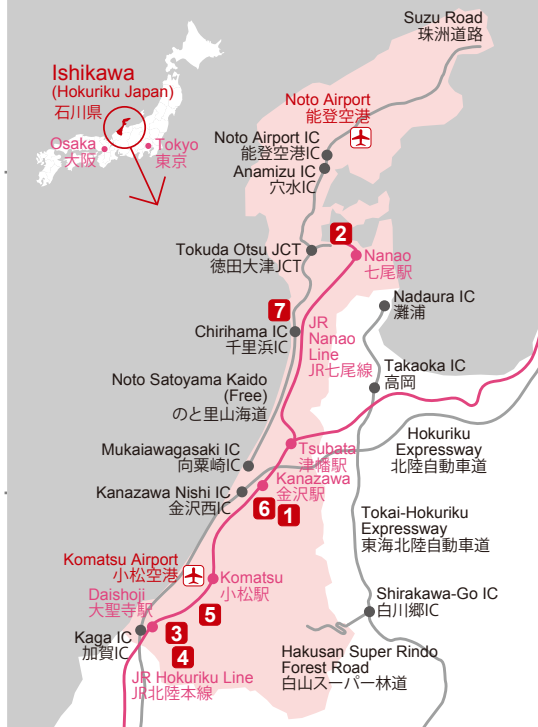 Suzu Road
珠洲道路
Ishikawa
(Hokuriku Japan)
石川県
Osaka
大阪
Tokyo
東京
Noto Airport
能登空港
Noto Airport IC
能登空港IC
Anamizu IC
穴水IC
2
Tokuda Otsu JCT
徳田大津JCT
Nanao
七尾駅
7
Nadaura IC
灘浦
Chirihama IC
千里浜IC
JR
Nanao
Line
JR七尾線
Takaoka IC
高岡
Noto Satoyama Kaido
(Free)
のと里山海道
Mukaiawagasaki IC
向粟崎IC
Tsubata
津幡駅
Hokuriku
Expressway
北陸自動車道
Kanazawa Nishi IC
金沢西IC
Kanazawa
金沢駅
6
1
Tokai-Hokuriku
Expressway
東海北陸自動車道
Komatsu Airport
小松空港
Komatsu
小松駅
Daishoji
大聖寺駅
5
Shirakawa-Go IC
白川郷IC
Kaga IC
加賀IC
3
4
Hakusan Super Rindo
Forest Road
白山スーパー林道
JR Hokuriku Line
JR北陸本線